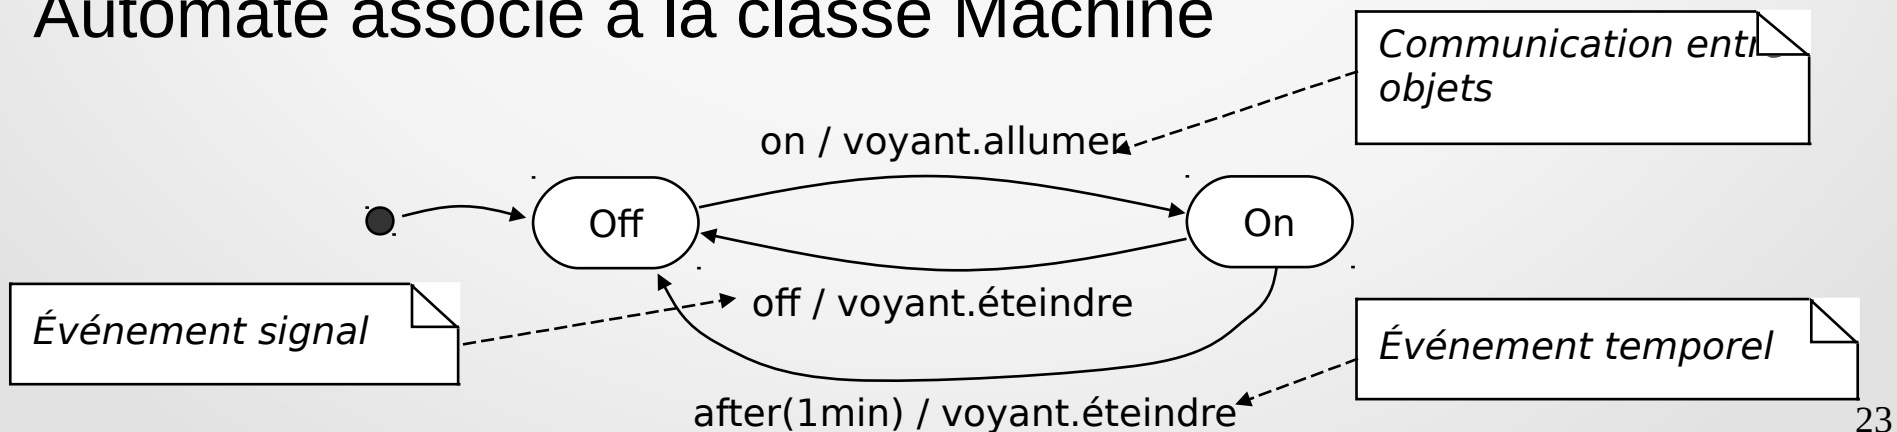 Automate associé à la classe Machine
Communication entre
objets
on / voyant.allumer
Off
On
off / voyant.éteindre
Événement signal
Événement temporel
after(1min) / voyant.éteindre
23